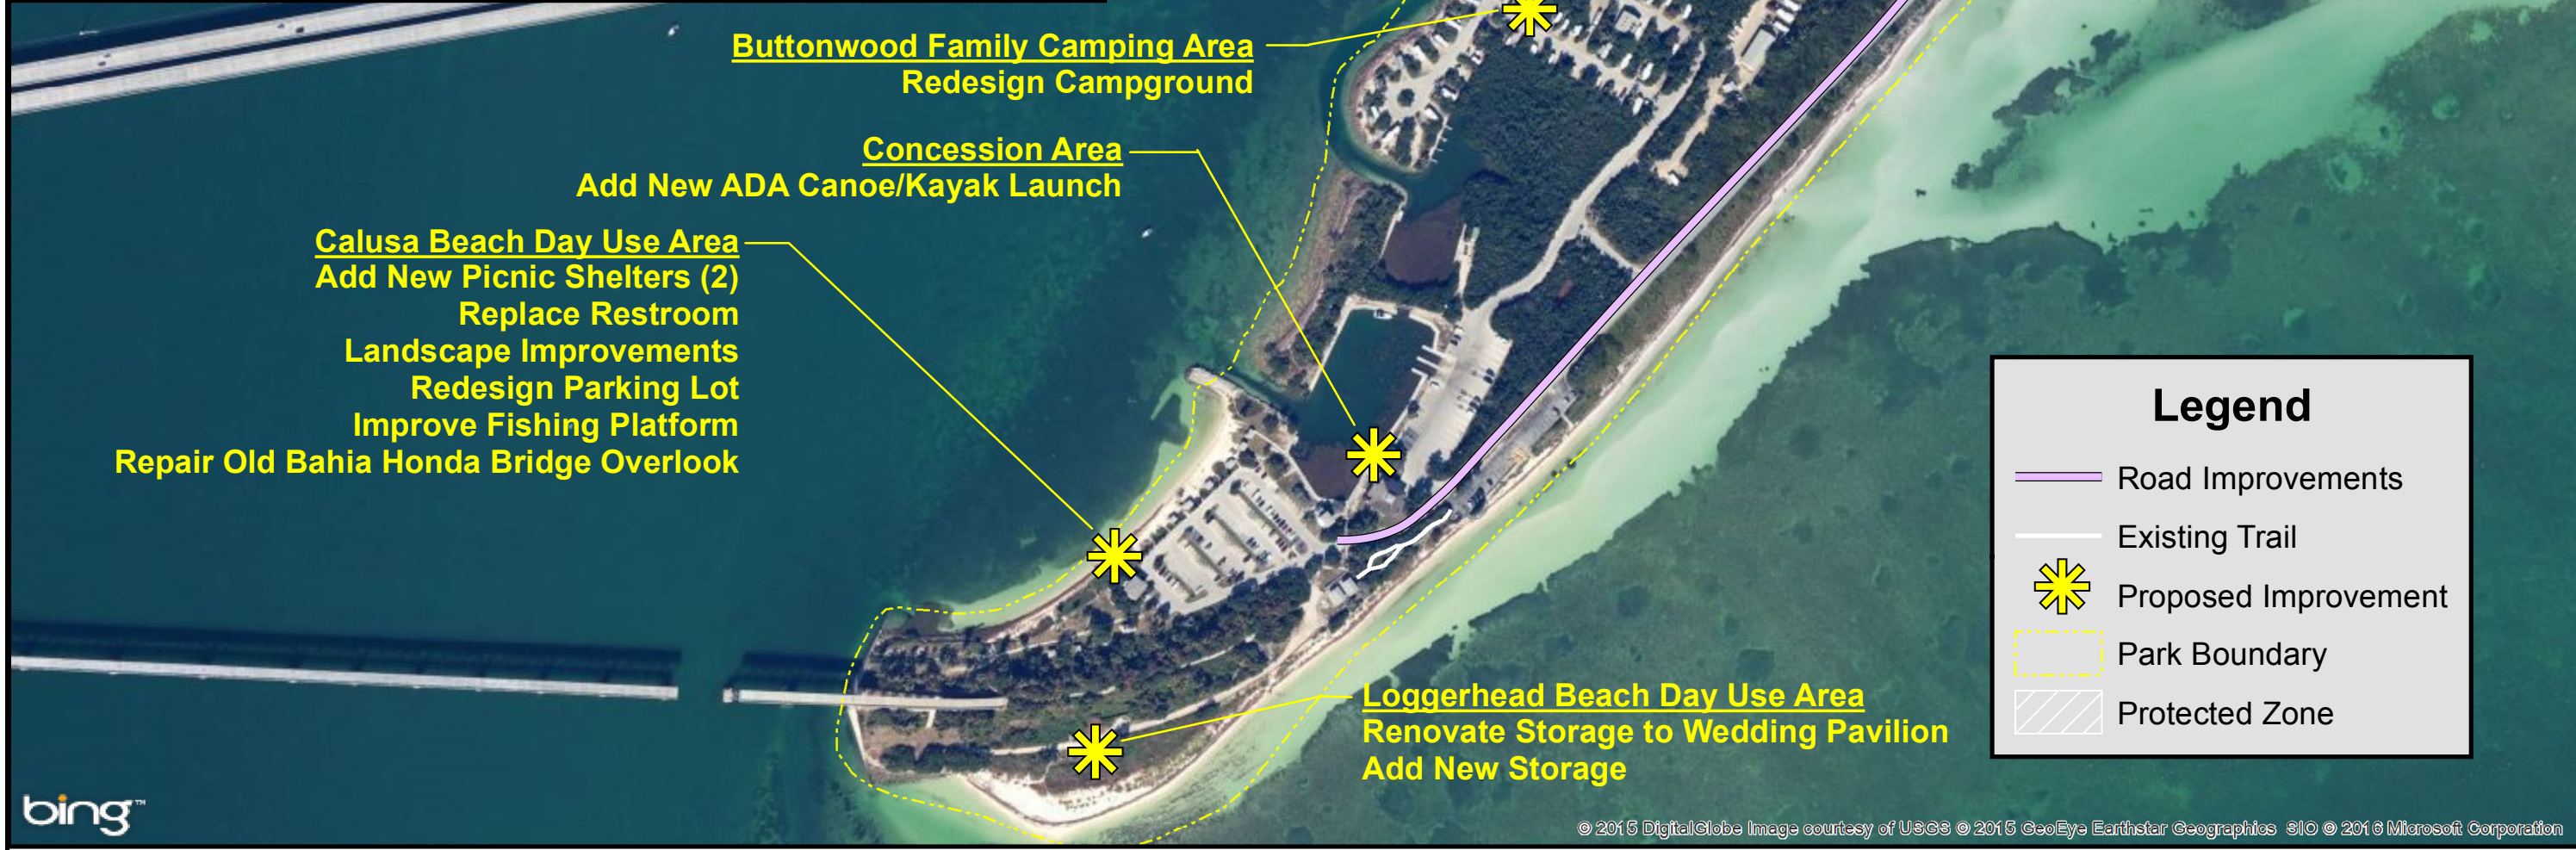 Buttonwood Family Camping Area
Redesign Campground
Concession Area
Add New ADA Canoe/Kayak Launch
Calusa Beach Day Use Area
Add New Picnic Shelters (2)
Replace Restroom
Landscape Improvements
Redesign Parking Lot
Improve Fishing Platform
Repair Old Bahia Honda Bridge Overlook
Legend
Road Improvements
Existing Trail
Proposed Improvement
Park Boundary
Protected Zone
Loggerhead Beach Day Use Area
Renovate Storage to Wedding Pavilion
Add New Storage
bing™
© 2015 DigitalGlobe Image courtesy of USGS © 2015 GeoEye Earthstar Geographics SIO © 2016 Microsoft Corporation